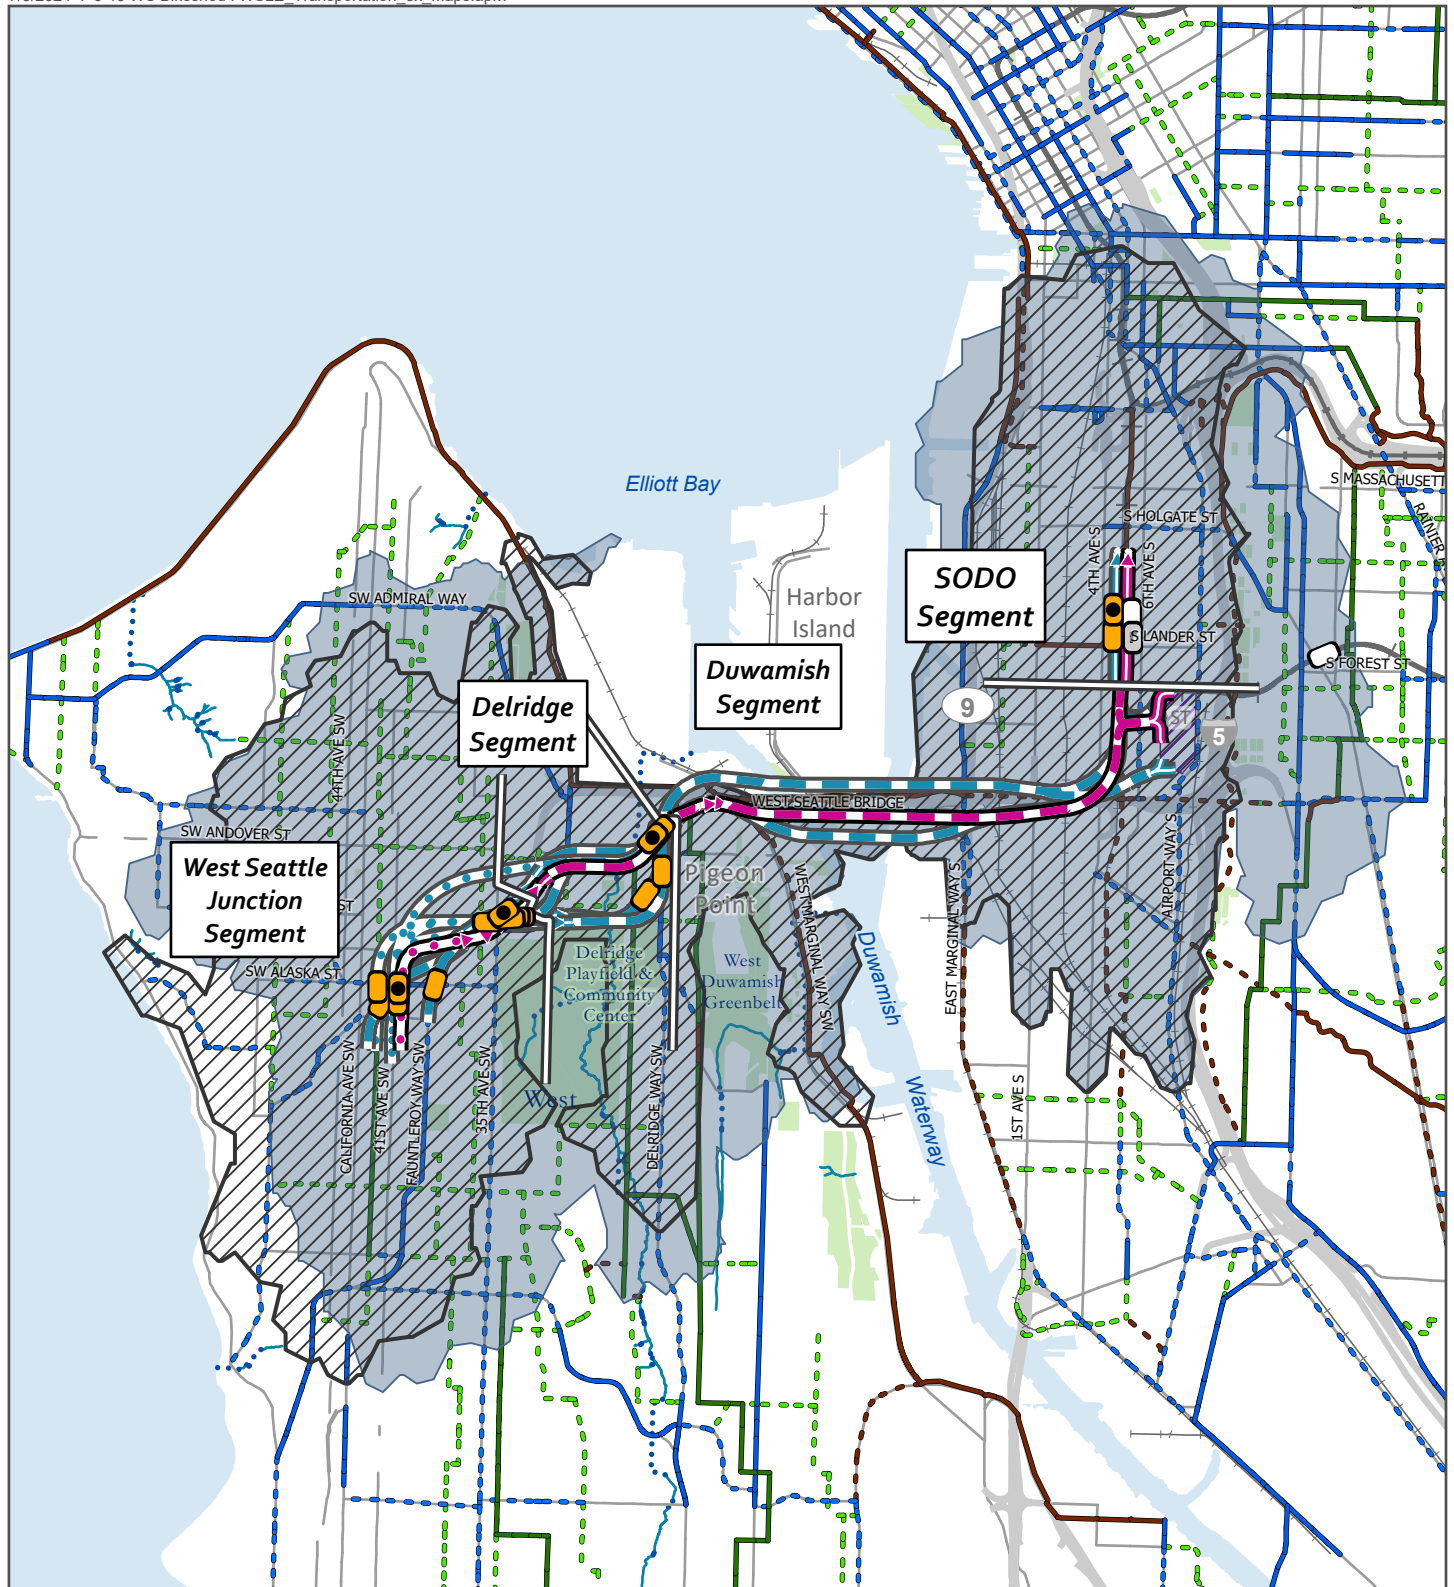 Elliott Bay
S MASSACHUSETT
RAINIER
S HOLGATE ST
4TH AVE S
6TH AVE S
SODO
Segment
Harbor
Island
SW ADMIRAL WAY
S LANDER ST
S FOREST ST
Duwamish
Segment
Delridge
Segment
9
ST
5
44TH AVE SW
WEST SEATTLE BRIDGE
SW ANDOVER ST
West Seattle
Junction
Segment
ST
Pigeon
Point
AIRPORT WAY S
WEST MARGINAL WAY SW
EAST MARGINAL WAY S
SW ALASKA ST
Delridge
Playfield &
Community
Center
West
Duwamish
Greenbelt
Duwamish
Waterway
CALIFORNIA AVE SW
41ST AVE SW
FAUNTLEROY WAY SW
35TH AVE SW
West
DELRIDGE WAY SW
1ST AVE S